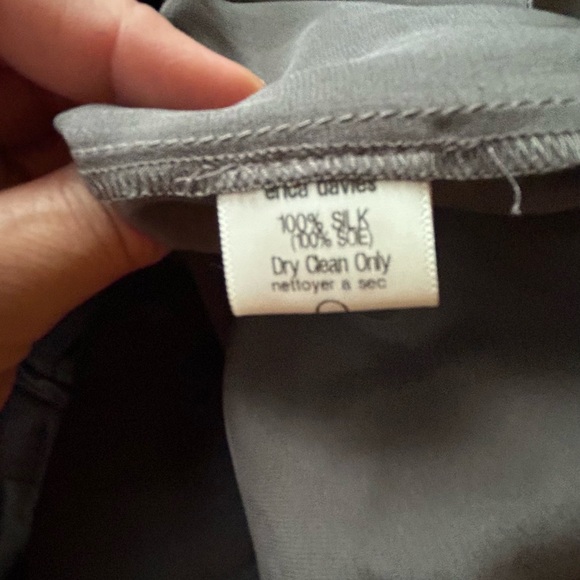 erica davies
100% SILK
(100% SOIE)
Dry Clean Only
nettoyer a sec